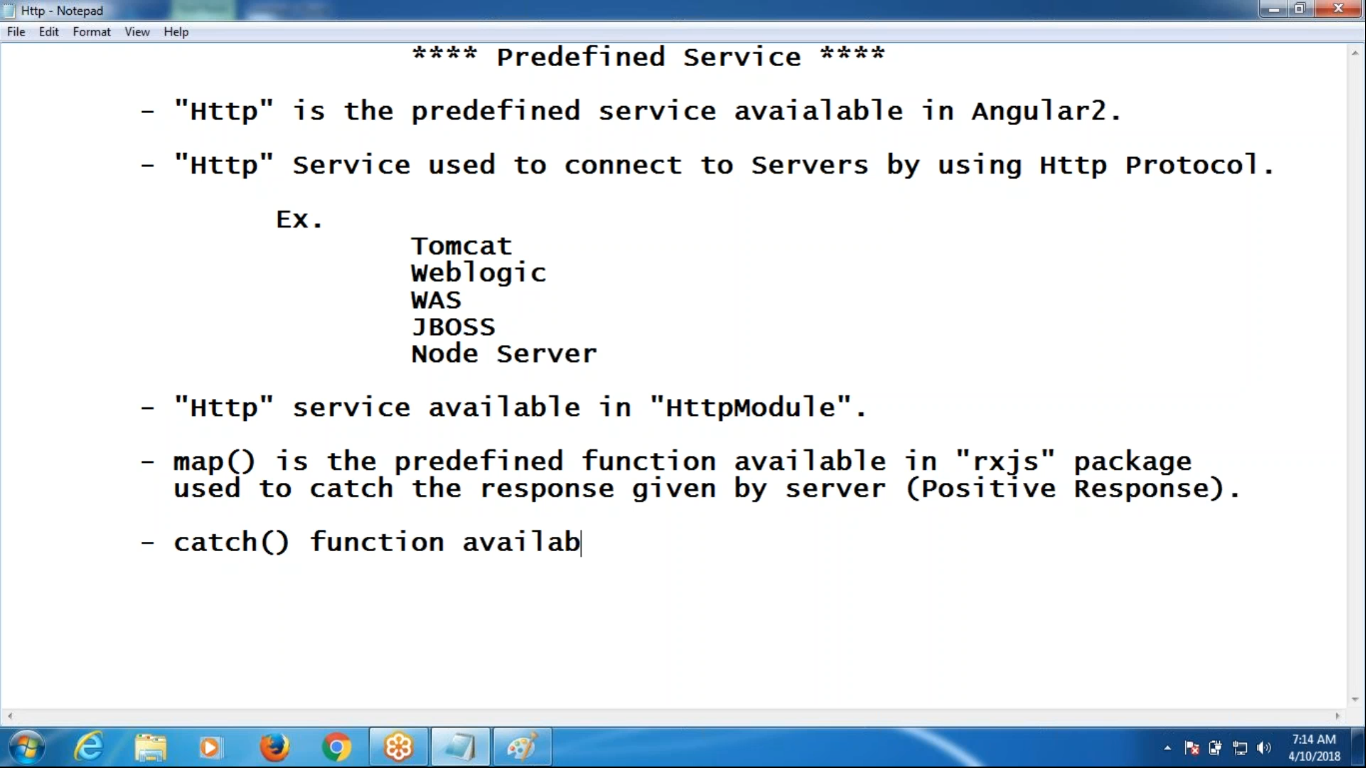 Http - Notepad
File Edit Format View Help
**** Predefined Service ****
- "Http" is the predefined service avaialable in Angular2.
- "Http" Service used to connect to Servers by using Http Protocol.
Ex.
Tomcat
Weblogic
WAS
JBOSS
Node Server
- "Http" service available in "HttpModule".
- map() is the predefined function available in "rxjs" package
used to catch the response given by server (Positive Response).
- catch() function availab
7:14 AM
4/10/2018